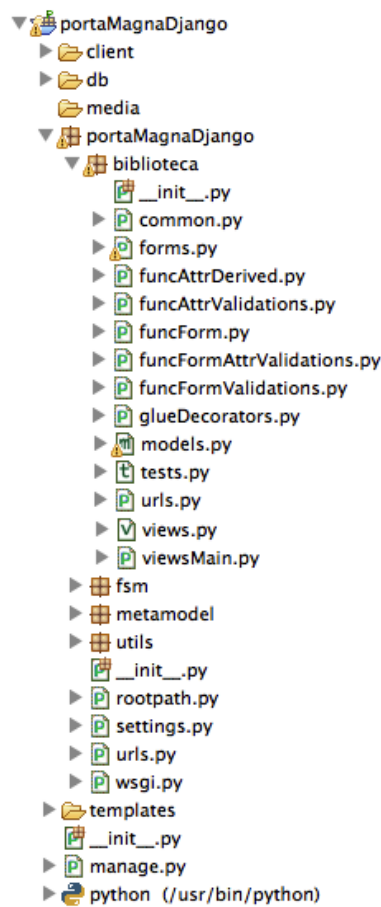 portaMagnaDjango
client
db
media
portaMagnaDjango
biblioteca
__init__.py
common.py
forms.py
funcAttrDerived.py
funcAttrValidations.py
funcForm.py
funcFormAttrValidations.py
funcFormValidations.py
glueDecorators.py
models.py
tests.py
urls.py
views.py
viewsMain.py
fsm
metamodel
utils
__init__.py
rootpath.py
settings.py
urls.py
wsgi.py
templates
__init__.py
manage.py
python (/usr/bin/python)